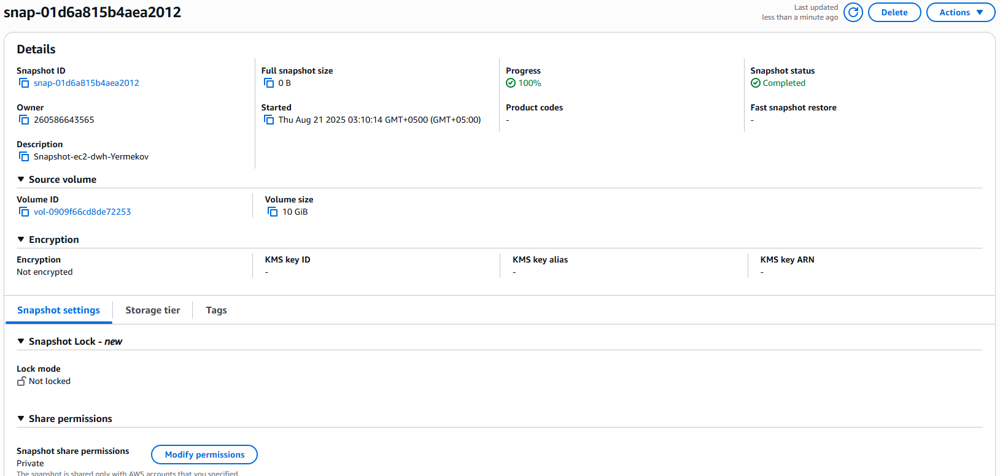 snap-01d6a815b4aea2012
Last updated
less than a minute ago
Delete
Actions
Details
Snapshot ID
snap-01d6a815b4aea2012
Full snapshot size
0 B
Progress
100%
Snapshot status
Completed
Owner
260586643565
Started
Thu Aug 21 2025 03:10:14 GMT+0500 (GMT+05:00)
Product codes
-
Fast snapshot restore
-
Description
Snapshot-ec2-dwh-Yermekov
Source volume
Volume ID
vol-0909f66cd8de72253
Volume size
10 GiB
Encryption
Encryption
Not encrypted
KMS key ID
-
KMS key alias
-
KMS key ARN
-
Snapshot settings
Storage tier
Tags
Snapshot Lock - new
Lock mode
Not locked
Share permissions
Snapshot share permissions
Private
Modify permissions
The snapshot is shared only with AWS accounts that you specified.